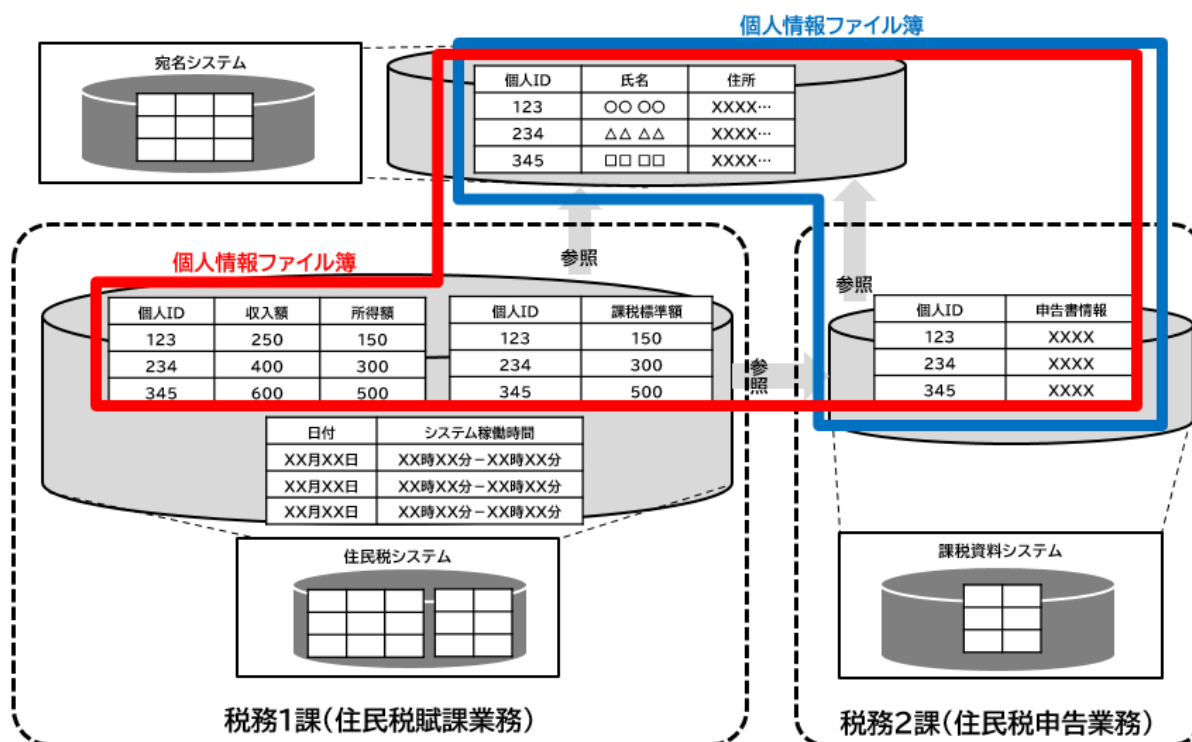 個人情報ファイル簿
宛名システム
個人ID 氏名 住所
123 〇〇 〇〇 XXXX…
234 △△ △△ XXXX…
345 □□ □□ XXXX…
個人情報ファイル簿
参照
参照
個人ID 収入額 所得額
123 250 150
234 400 300
345 600 500
個人ID 課税標準額
123 150
234 300
345 500
参照
個人ID 申告書情報
123 XXXX
234 XXXX
345 XXXX
日付 システム稼働時間
XX月XX日 XX時XX分－XX時XX分
XX月XX日 XX時XX分－XX時XX分
XX月XX日 XX時XX分－XX時XX分
住民税システム
課税資料システム
税務1課(住民税賦課業務)
税務2課(住民税申告業務)